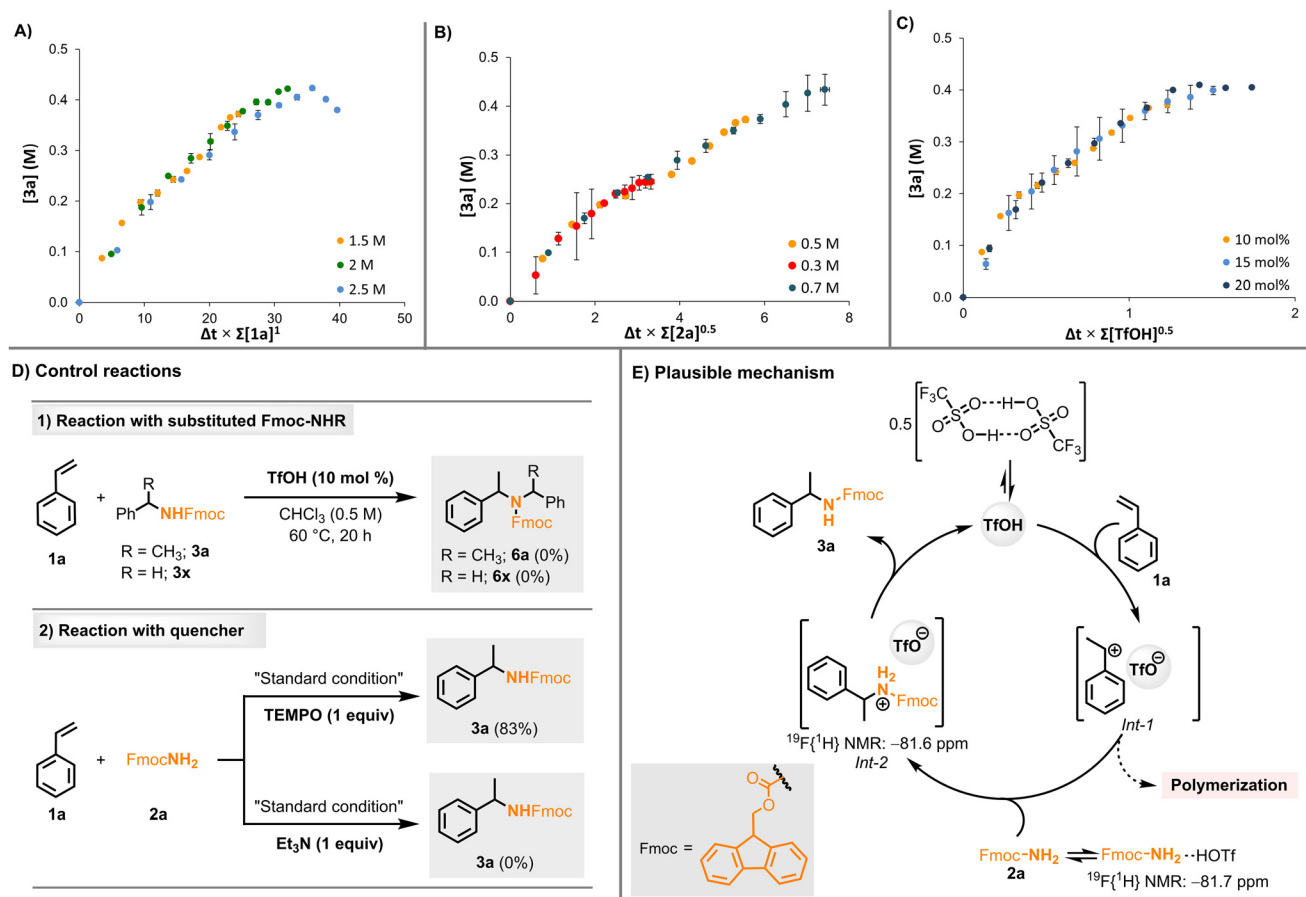 A)
[3a] (M)
0.5
0.4
0.3
0.2
0.1
0.0
0
10
20
30
40
50
Δt × Σ[1a]¹
1.5 M
2 M
2.5 M
B)
[3a] (M)
0.5
0.4
0.3
0.2
0.1
0.0
0
2
4
6
8
Δt × Σ[2a]⁰·⁵
0.5 M
0.3 M
0.7 M
C)
[3a] (M)
0.5
0.4
0.3
0.2
0.1
0.0
0
1
2
Δt × Σ[TfOH]⁰·⁵
10 mol%
15 mol%
20 mol%
D) Control reactions
1) Reaction with substituted Fmoc-NHR
1a
+
R
Ph
NHFmoc
R = CH₃; 3a
R = H; 3x
TfOH (10 mol %)
CHCl₃ (0.5 M)
60 °C, 20 h
R
N
Ph
Fmoc
R = CH₃; 6a (0%)
R = H; 6x (0%)
2) Reaction with quencher
1a
+
FmocNH₂
2a
"Standard condition"
TEMPO (1 equiv)
NHFmoc
3a (83%)
"Standard condition"
Et₃N (1 equiv)
NHFmoc
3a (0%)
E) Plausible mechanism
0.5
F₃C
O
H
O
S
O
O
H
O
S
O
CF₃
TfOH
1a
Fmoc
N
H
3a
⊕
TfO⊖
Int-1
Polymerization
TfO⊖
H₂
N
Fmoc
⊕
¹⁹F{¹H} NMR: −81.6 ppm
Int-2
Fmoc-NH₂
2a
Fmoc-NH₂
HOTf
¹⁹F{¹H} NMR: −81.7 ppm
Fmoc =
O
O